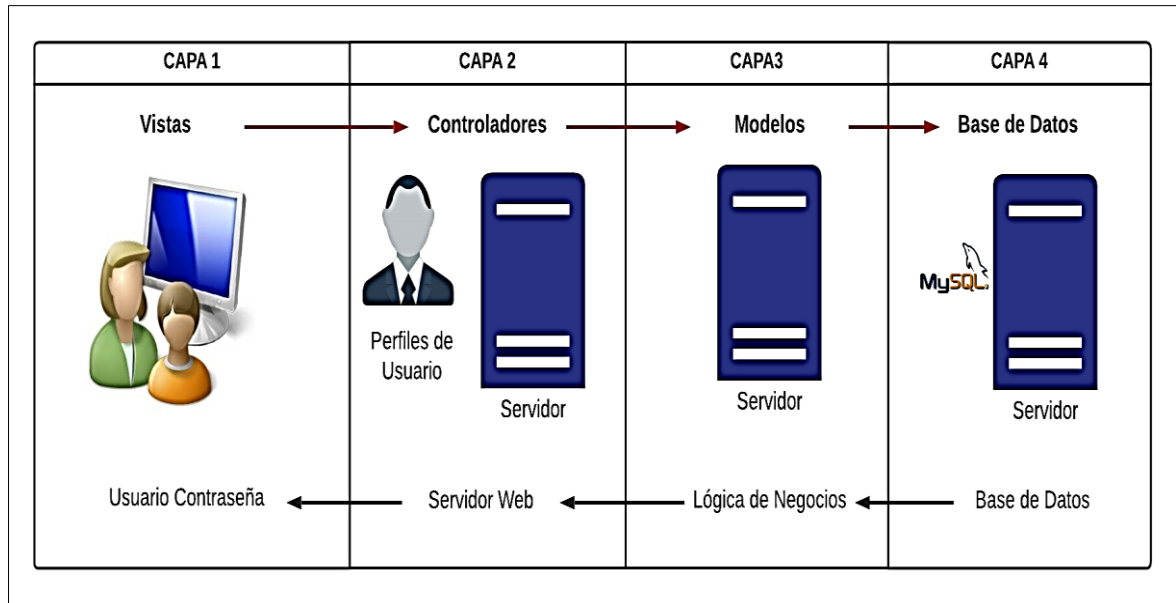 CAPA 1
CAPA 2
CAPA3
CAPA 4
Vistas
Controladores
Modelos
Base de Datos
Perfiles de
Usuario
MySQL
Servidor
Servidor
Servidor
Usuario Contraseña
Servidor Web
Lógica de Negocios
Base de Datos